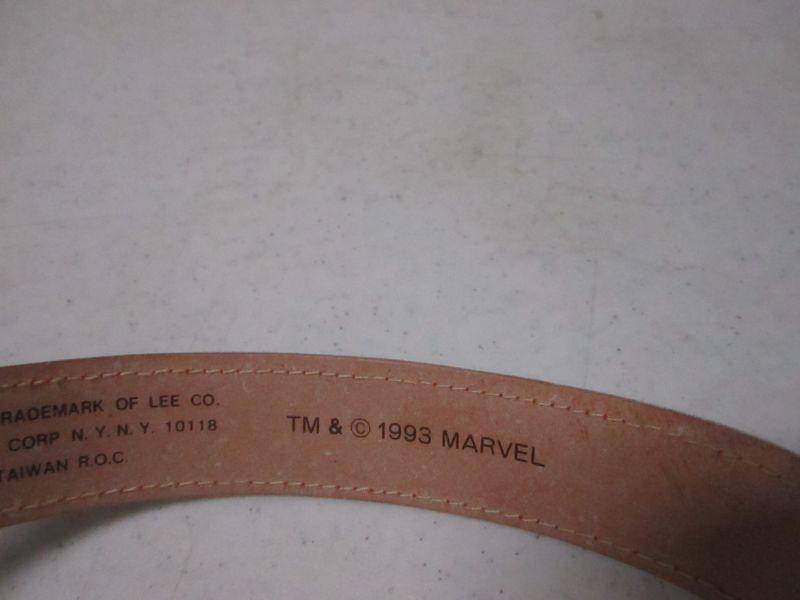 RADEMARK OF LEE CO.
CORP N.Y. N.Y. 10118
TAIWAN R.O.C.
TM & © 1993 MARVEL